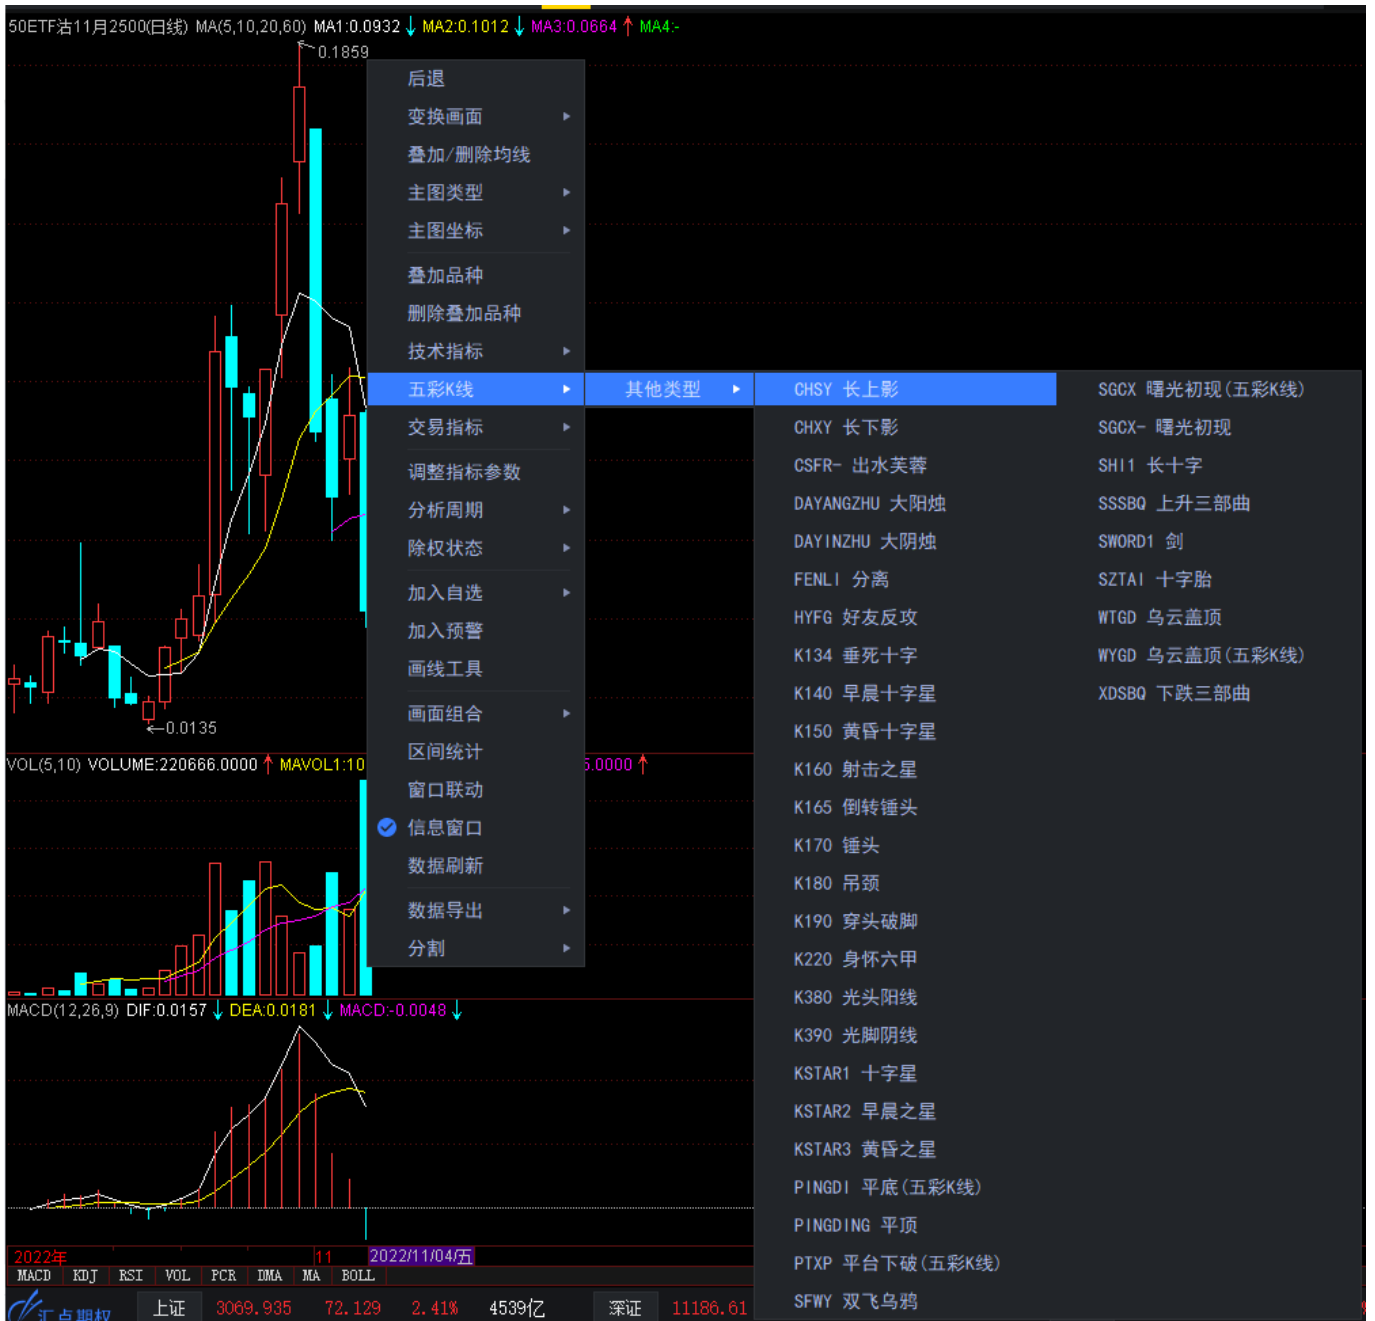 50ETF沽11月2500(日线) MA(5,10,20,60) MA1:0.0932↓ MA2:0.1012↓ MA3:0.0664↑ MA4:-
0.1859
后退
变换画面
叠加/删除均线
主图类型
主图坐标
叠加品种
删除叠加品种
技术指标
五彩K线
交易指标
调整指标参数
分析周期
除权状态
加入自选
加入预警
画线工具
画面组合
区间统计
窗口联动
信息窗口
数据刷新
数据导出
分割
其他类型
CHSY 长上影
CHXY 长下影
CSFR- 出水芙蓉
DAYANGZHU 大阳烛
DAYINZHU 大阴烛
FENLI 分离
HYFG 好友反攻
K134 垂死十字
K140 早晨十字星
K150 黄昏十字星
K160 射击之星
K165 倒转锤头
K170 锤头
K180 吊颈
K190 穿头破脚
K220 身怀六甲
K380 光头阳线
K390 光脚阴线
KSTAR1 十字星
KSTAR2 早晨之星
KSTAR3 黄昏之星
PINGDI 平底(五彩K线)
PINGDING 平顶
PTXP 平台下破(五彩K线)
SFWY 双飞乌鸦
SGCX 曙光初现(五彩K线)
SGCX- 曙光初现
SHI1 长十字
SSSBQ 上升三部曲
SWORD1 剑
SZTAI 十字胎
WTGD 乌云盖顶
WYGD 乌云盖顶(五彩K线)
XDSBQ 下跌三部曲
0.0135
VOL(5,10) VOLUME:220666.0000↑ MAVOL1:10 5.0000↑
MACD(12,26,9) DIF:0.0157↓ DEA:0.0181↓ MACD:-0.0048↓
2022年 11 2022/11/04/五
MACD KDJ RSI VOL PCR DMA MA BOLL
汇点期权 上证 3069.935 72.129 2.41% 4539亿 深证 11186.61